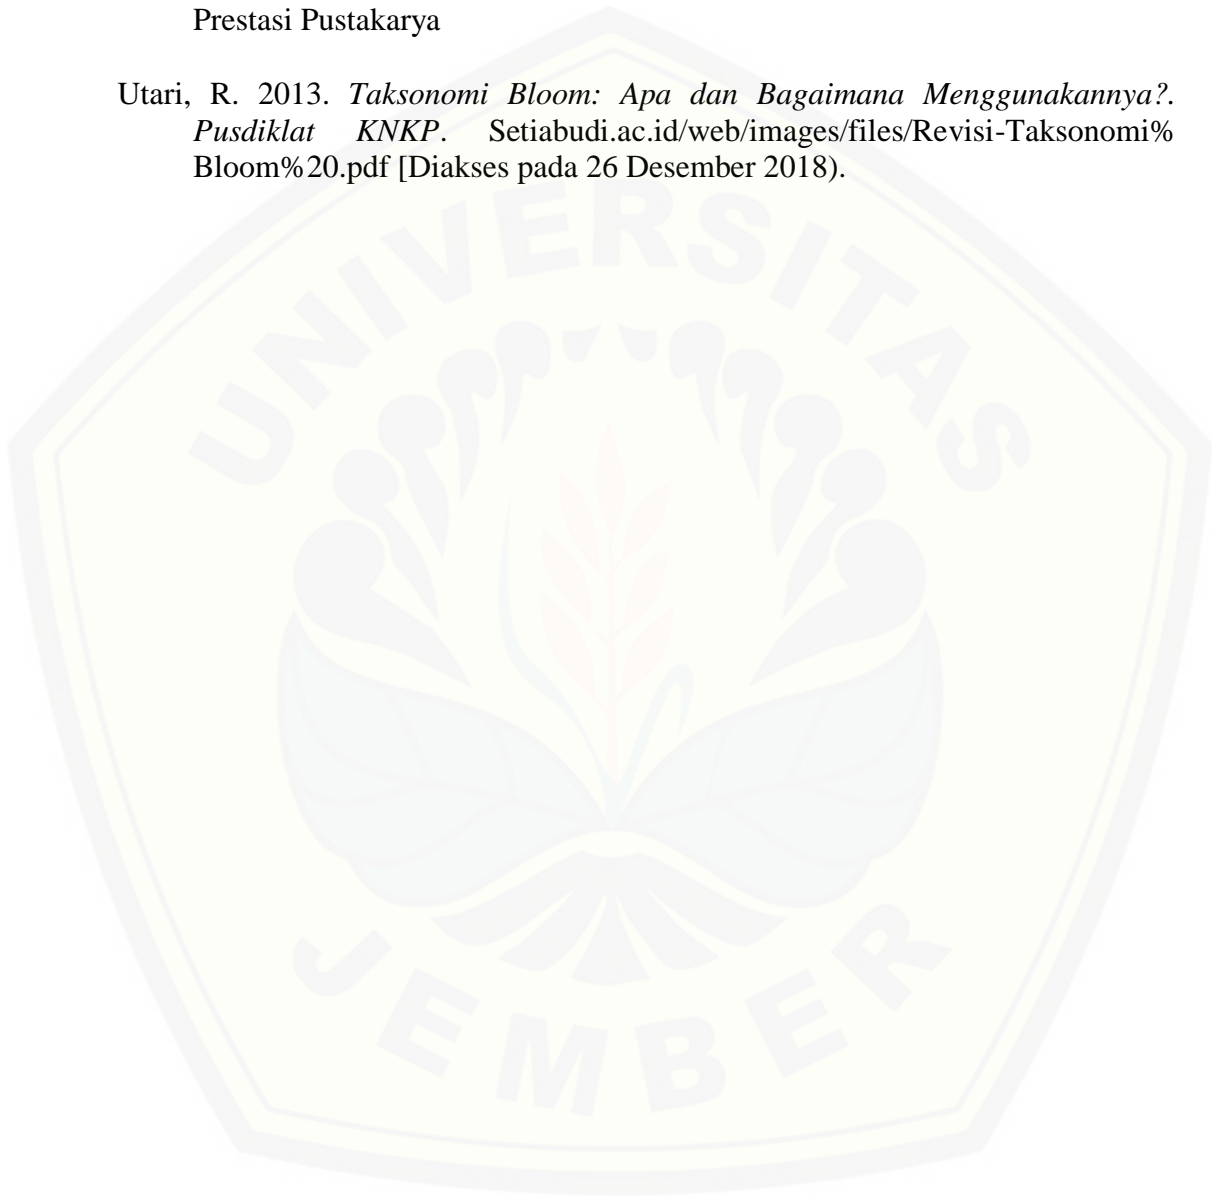 Prestasi Pustakarya
Utari, R. 2013. Taksonomi Bloom: Apa dan Bagaimana Menggunakannya?.
Pusdiklat KNKP. Setiabudi.ac.id/web/images/files/Revisi-Taksonomi%
Bloom%20.pdf [Diakses pada 26 Desember 2018).
UNIVERSITAS
JEMBER